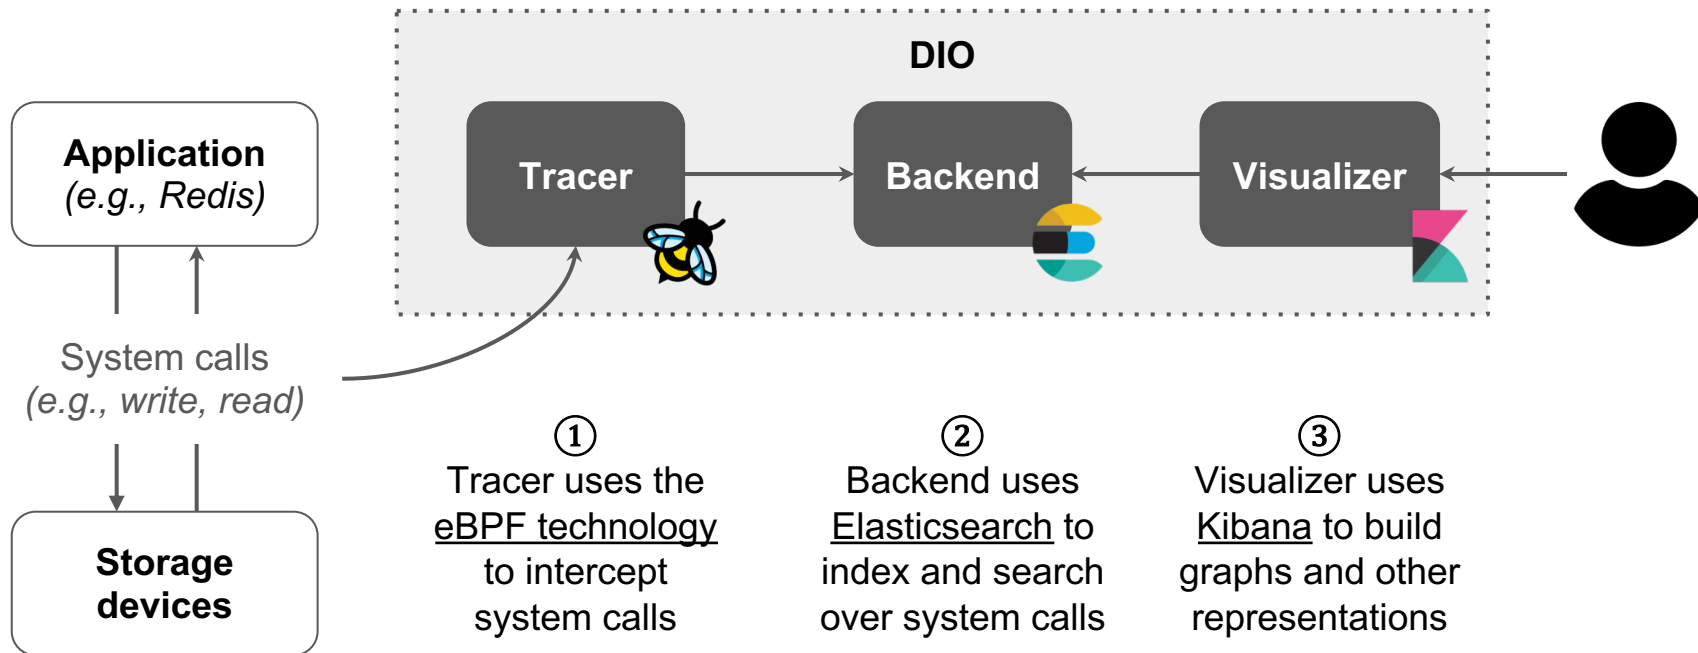 DIO
Application
(e.g., Redis)
Tracer
Backend
Visualizer
System calls
(e.g., write, read)
Storage
devices
①
Tracer uses the
eBPF technology
to intercept
system calls
②
Backend uses
Elasticsearch to
index and search
over system calls
③
Visualizer uses
Kibana to build
graphs and other
representations